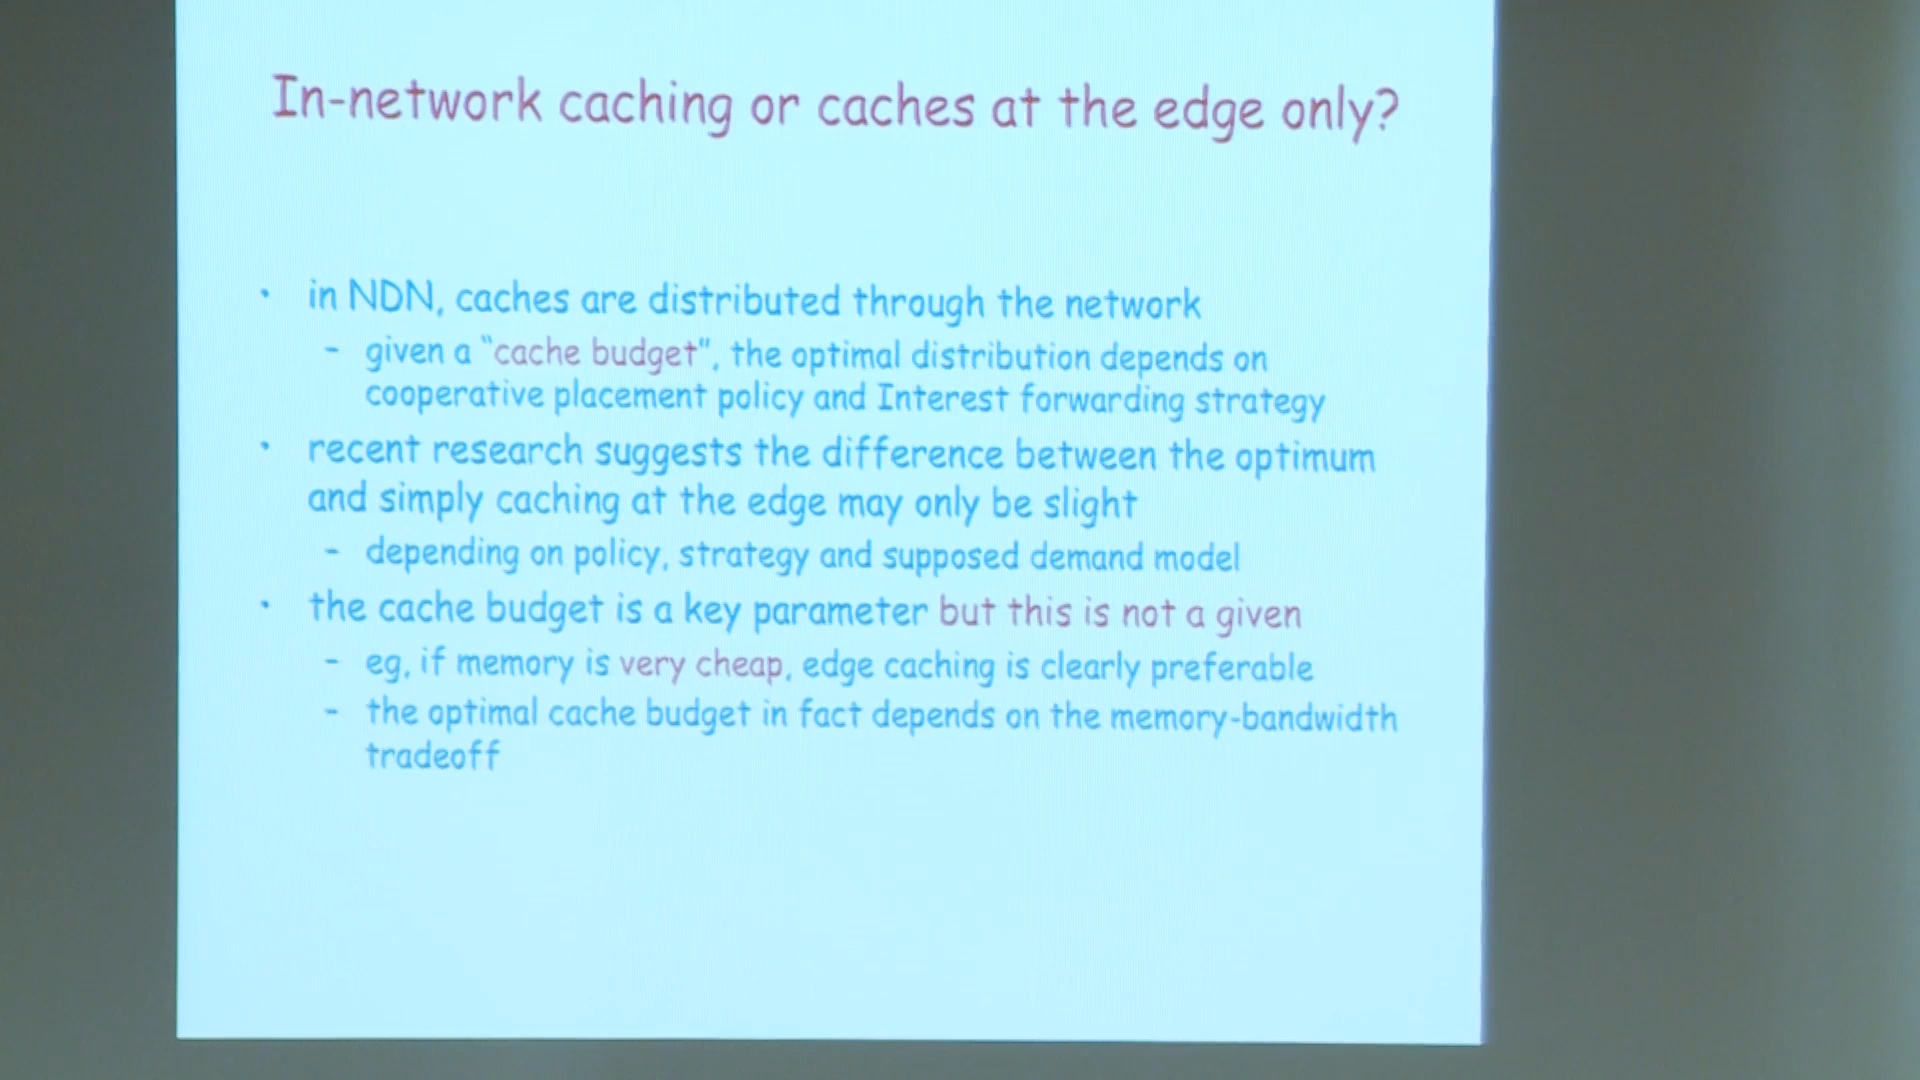 In-network caching or caches at the edge only?
• in NDN, caches are distributed through the network
- given a "cache budget", the optimal distribution depends on
cooperative placement policy and Interest forwarding strategy
• recent research suggests the difference between the optimum
and simply caching at the edge may only be slight
- depending on policy, strategy and supposed demand model
• the cache budget is a key parameter but this is not a given
- eg, if memory is very cheap, edge caching is clearly preferable
- the optimal cache budget in fact depends on the memory-bandwidth
tradeoff